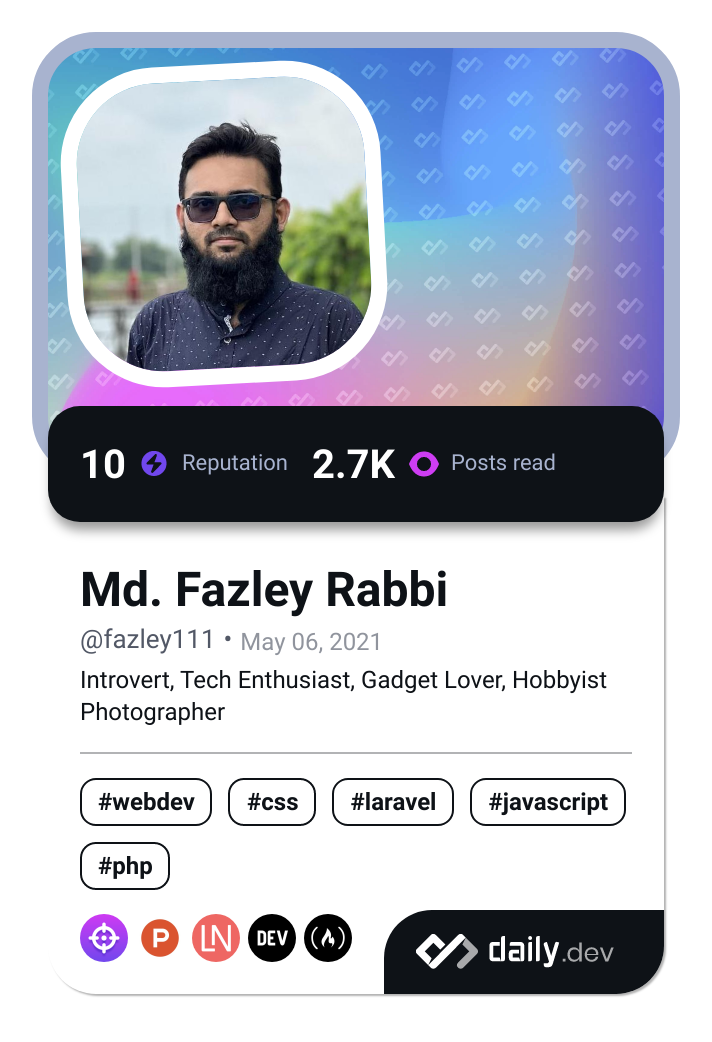 10 Reputation 2.7K Posts read
Md. Fazley Rabbi
@fazley111 • May 06, 2021
Introvert, Tech Enthusiast, Gadget Lover, Hobbyist
Photographer
#webdev #css #laravel #javascript
#php
P LN DEV
daily.dev